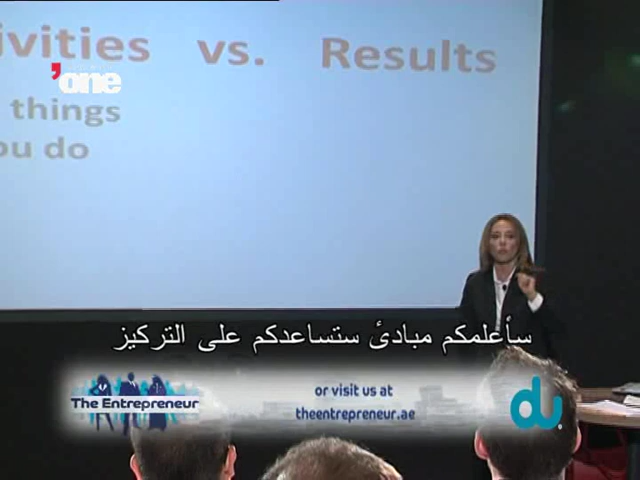 ivities vs. Results
'one
things
ou do
سأعلمكم مبادئ ستساعدكم على التركيز
The Entrepreneur
or visit us at
theentrepreneur.ae
du